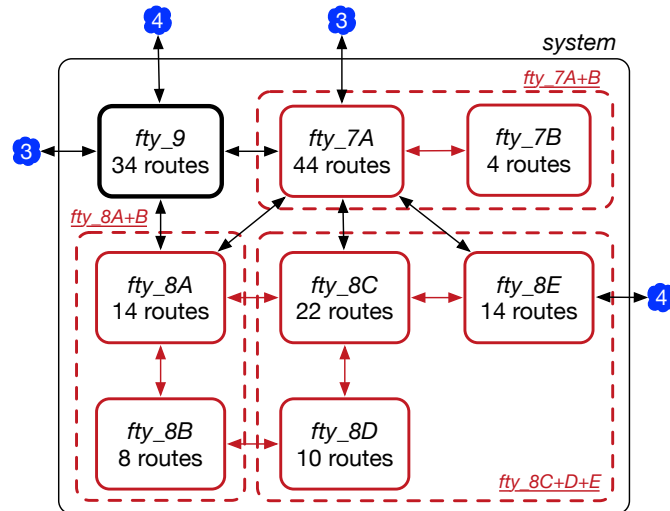 4
3
system
fty_7A+B
fty_9
34 routes
fty_7A
44 routes
fty_7B
4 routes
3
fty_8A+B
fty_8A
14 routes
fty_8C
22 routes
fty_8E
14 routes
4
fty_8B
8 routes
fty_8D
10 routes
fty_8C+D+E